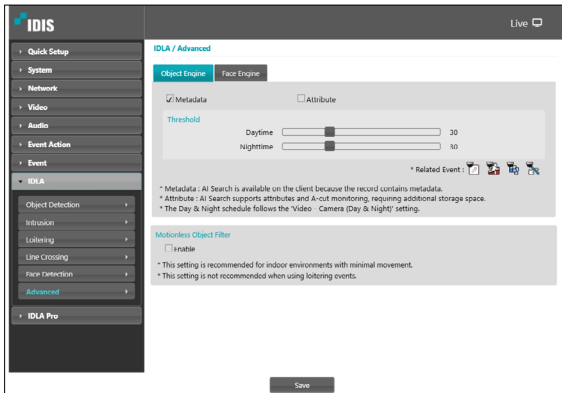 IDIS
Live
Quick Setup
System
Network
Video
Audio
Event Action
Event
IDLA
Object Detection
Intrusion
Loitering
Line Crossing
Face Detection
Advanced
IDLA Pro
IDLA / Advanced
Object Engine
Face Engine
Metadata
Attribute
Threshold
Daytime 30
Nighttime 30
* Related Event :
* Metadata : AI Search is available on the client because the record contains metadata.
* Attribute : AI Search supports attributes and A-cut monitoring, requiring additional storage space.
* The Day & Night schedule follows the 'Video - Camera (Day & Night)' setting.
Motionless Object Filter
Enable
* This setting is recommended for indoor environments with minimal movement.
* This setting is not recommended when using loitering events.
Save